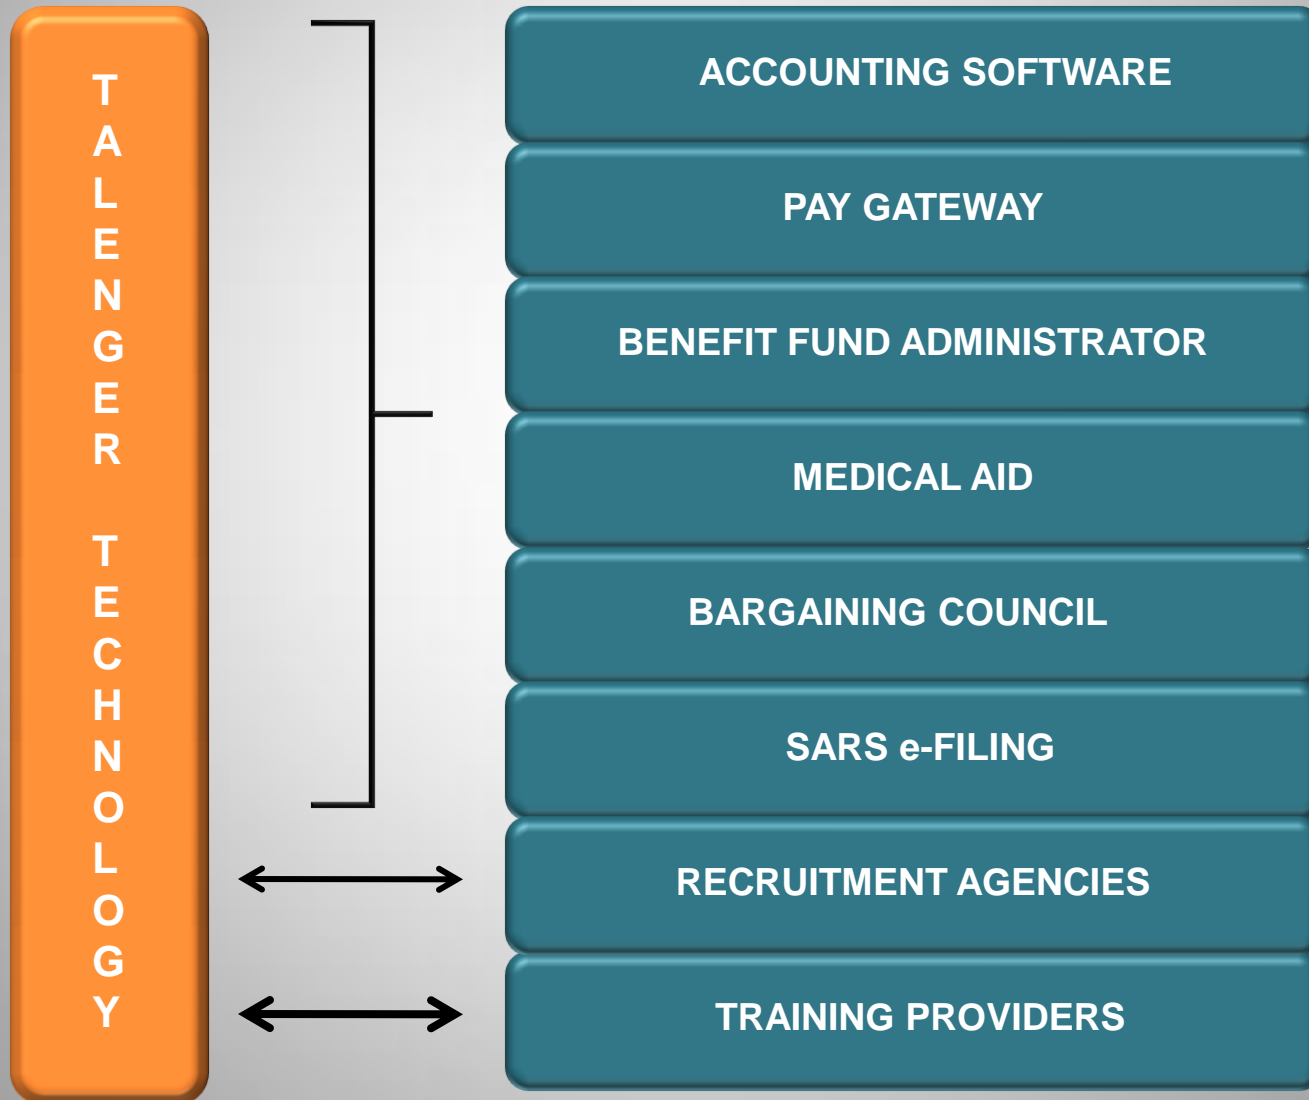 TALENGER TECHNOLOGY
ACCOUNTING SOFTWARE
PAY GATEWAY
BENEFIT FUND ADMINISTRATOR
MEDICAL AID
BARGAINING COUNCIL
SARS e-FILING
RECRUITMENT AGENCIES
TRAINING PROVIDERS